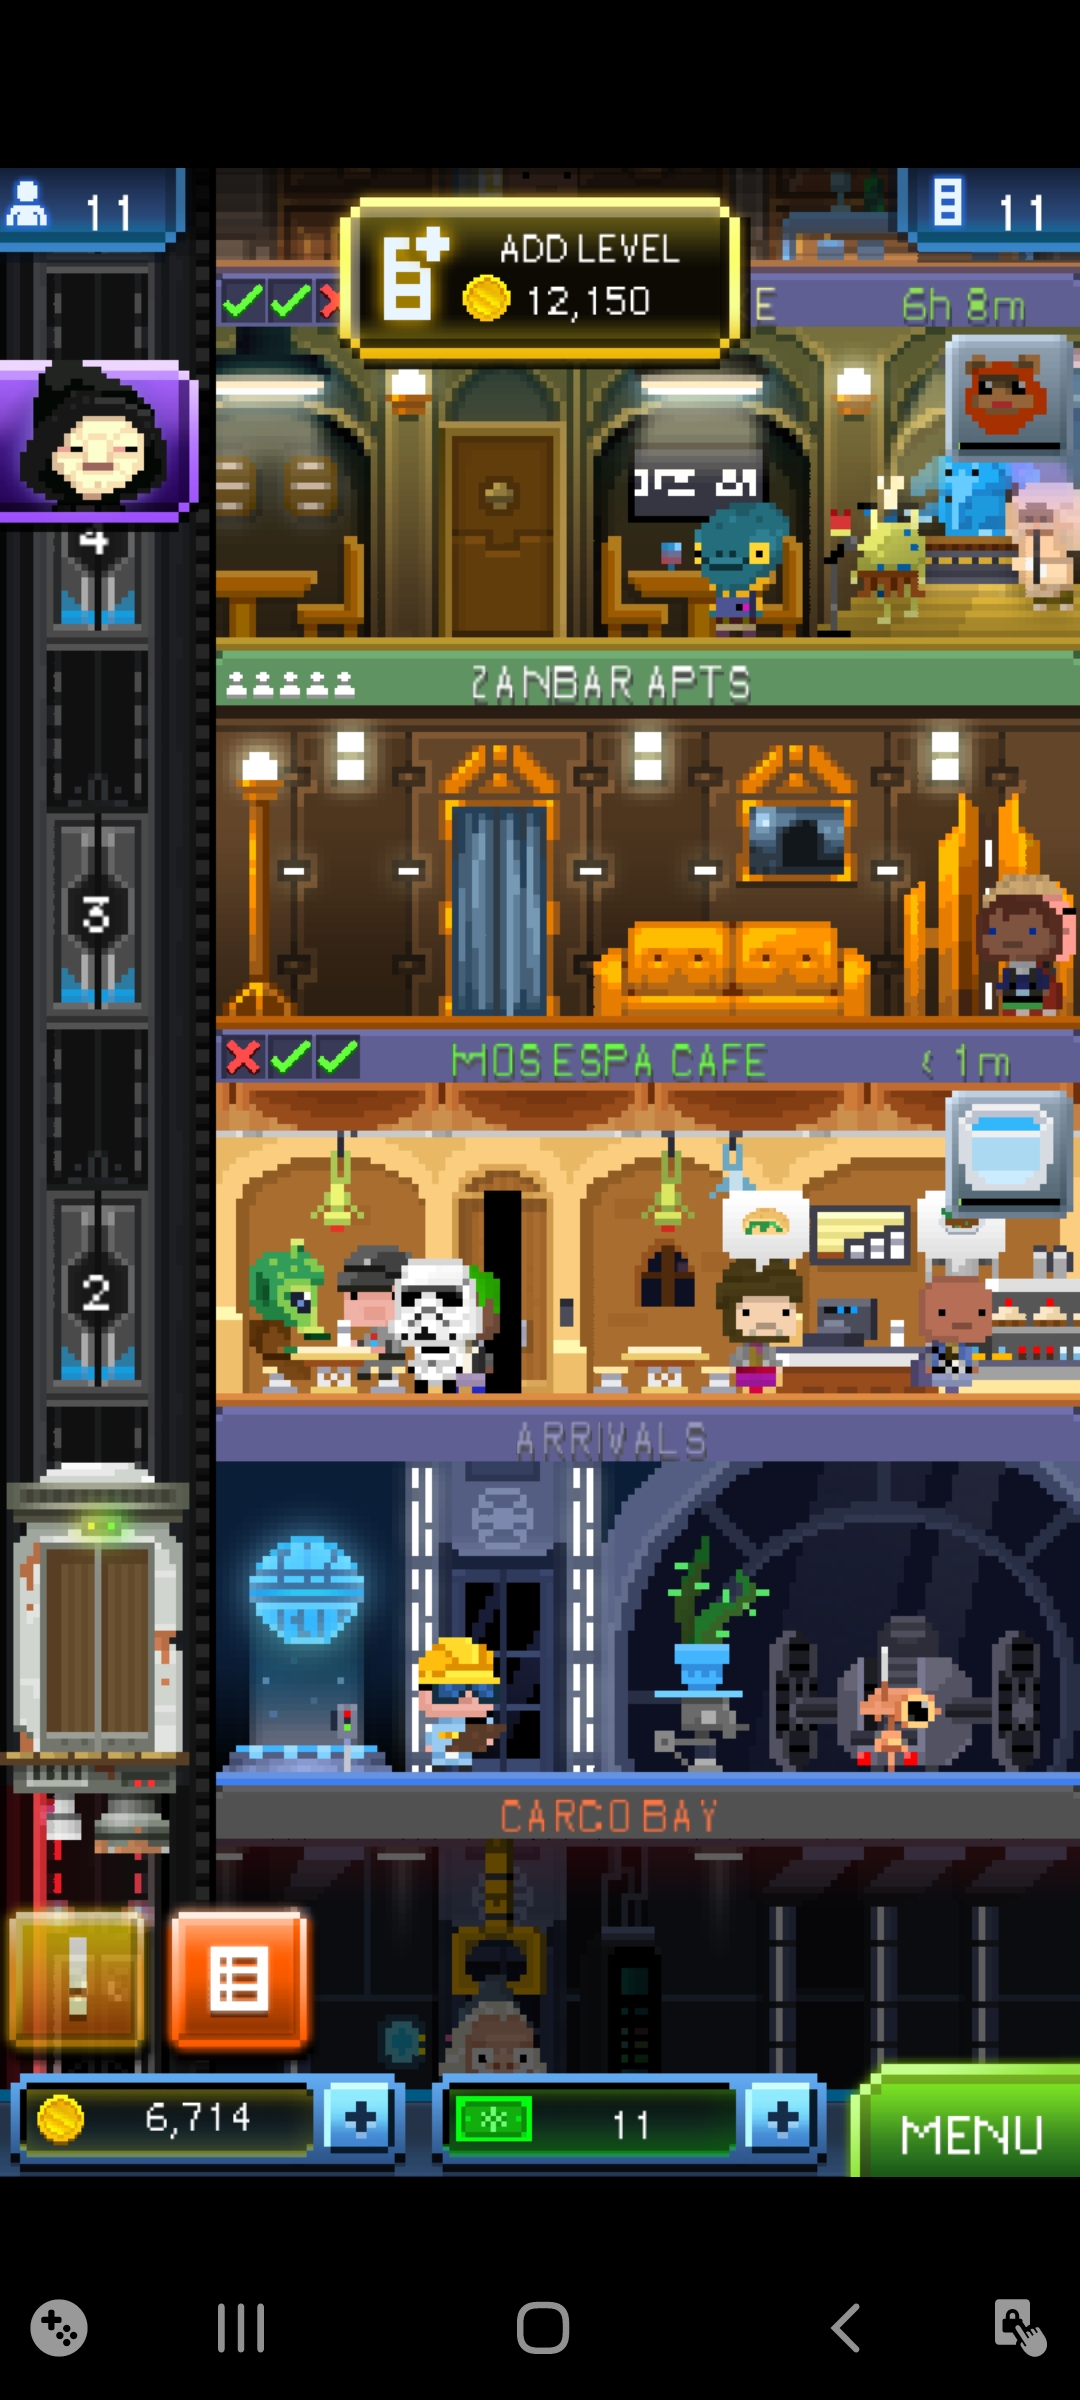 11
ADD LEVEL
12,150
11
E
6h 8m
4
ZANBAR APTS
3
MOS ESPA CAFE
< 1m
2
ARRIVALS
CARGO BAY
!
6,714
+
11
+
MENU